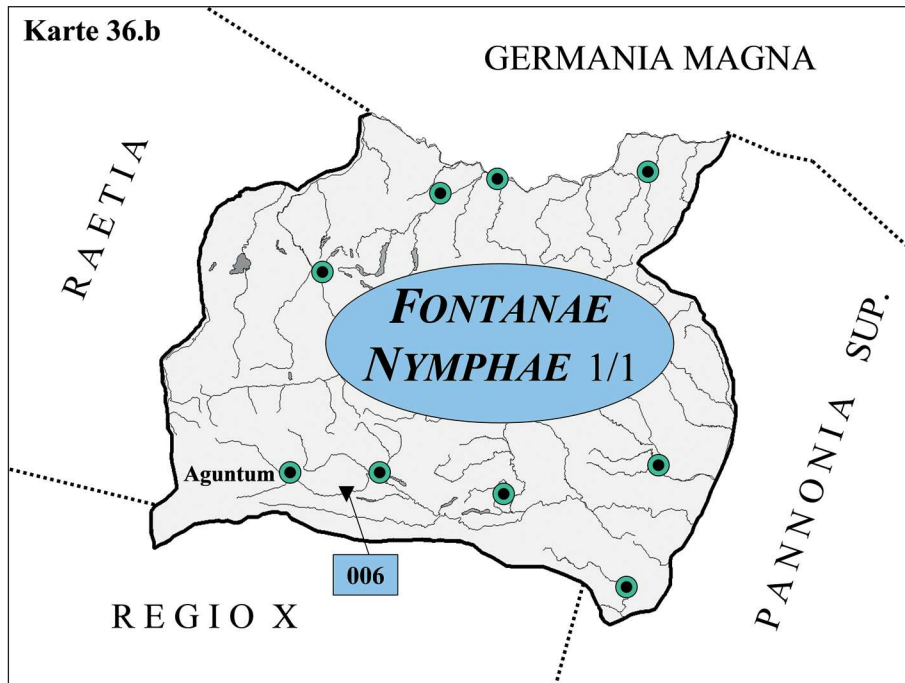 Karte 36.b
GERMANIA MAGNA
RAETIA
FONTANAE
NYMPHAE 1/1
PANNONIA SUP.
Aguntum
006
REGIO X